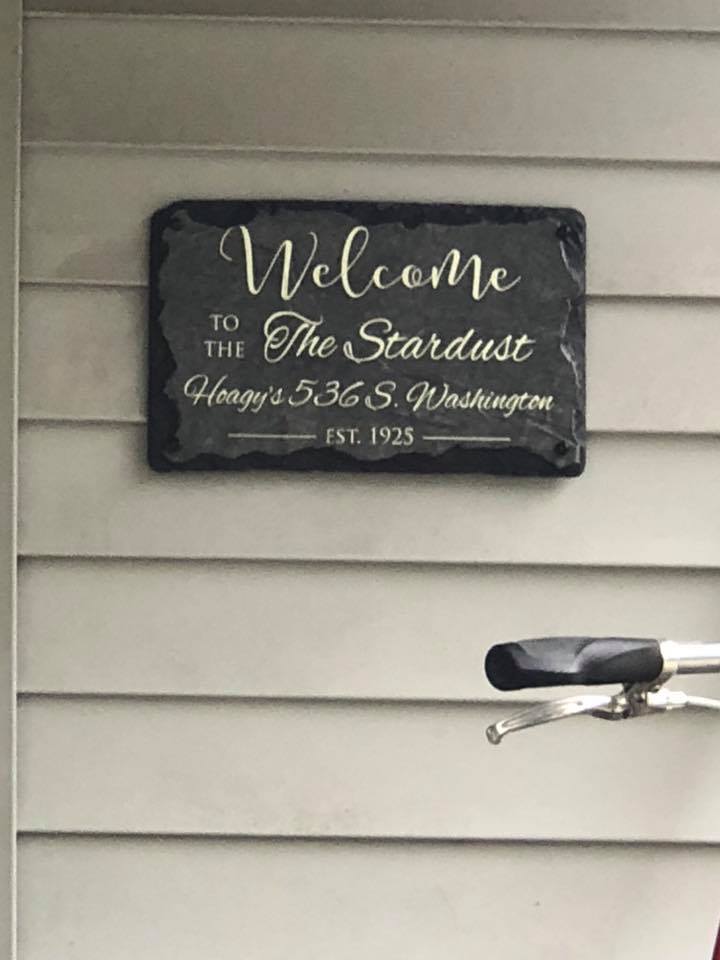 Welcome
TO THE The Stardust
Hoagy's 536 S. Washington
EST. 1925